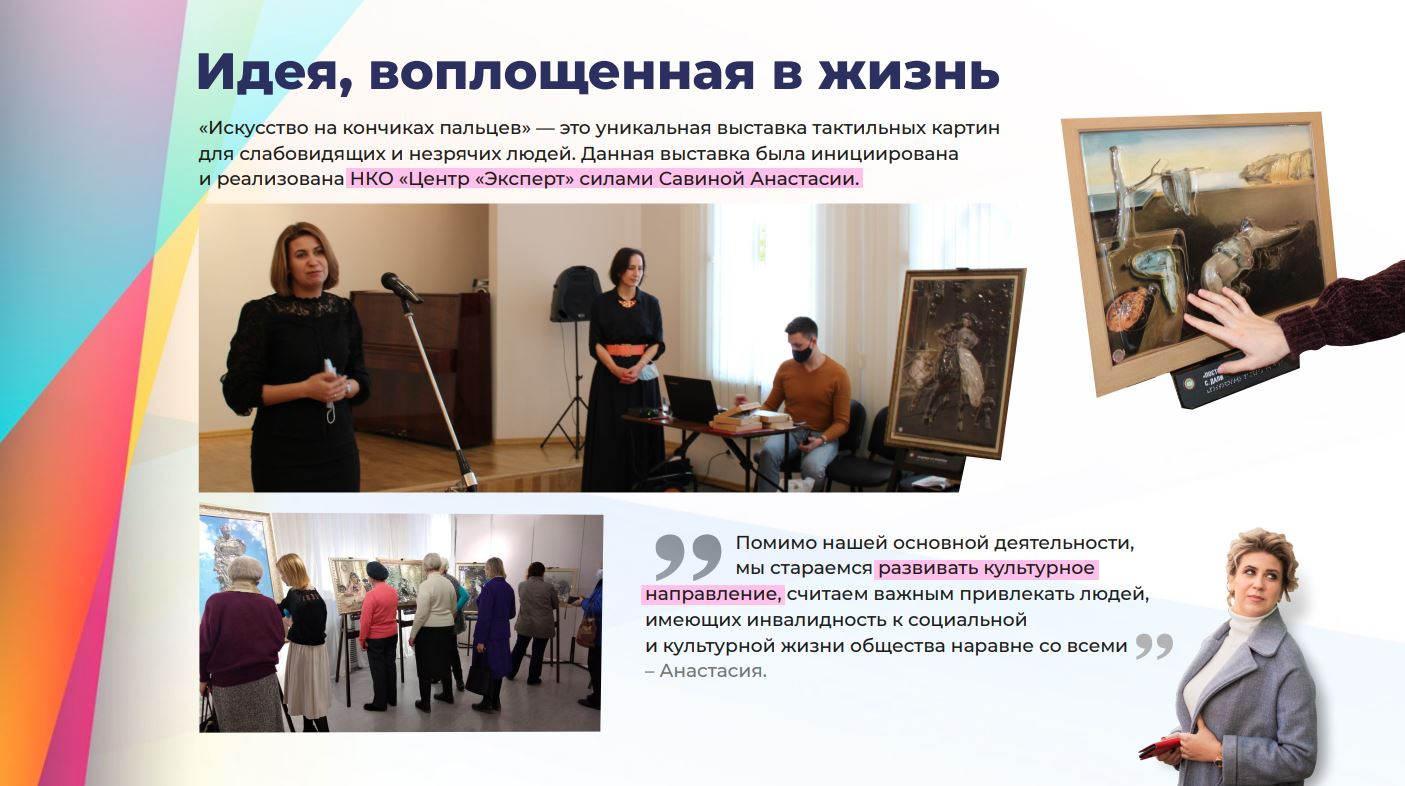 Идея, воплощенная в жизнь
«Искусство на кончиках пальцев» — это уникальная выставка тактильных картин
для слабовидящих и незрячих людей. Данная выставка была инициирована
и реализована НКО «Центр «Эксперт» силами Савиной Анастасии.
С. ДАЛИ
Помимо нашей основной деятельности,
мы стараемся развивать культурное
направление, считаем важным привлекать людей,
имеющих инвалидность к социальной
и культурной жизни общества наравне со всеми
– Анастасия.